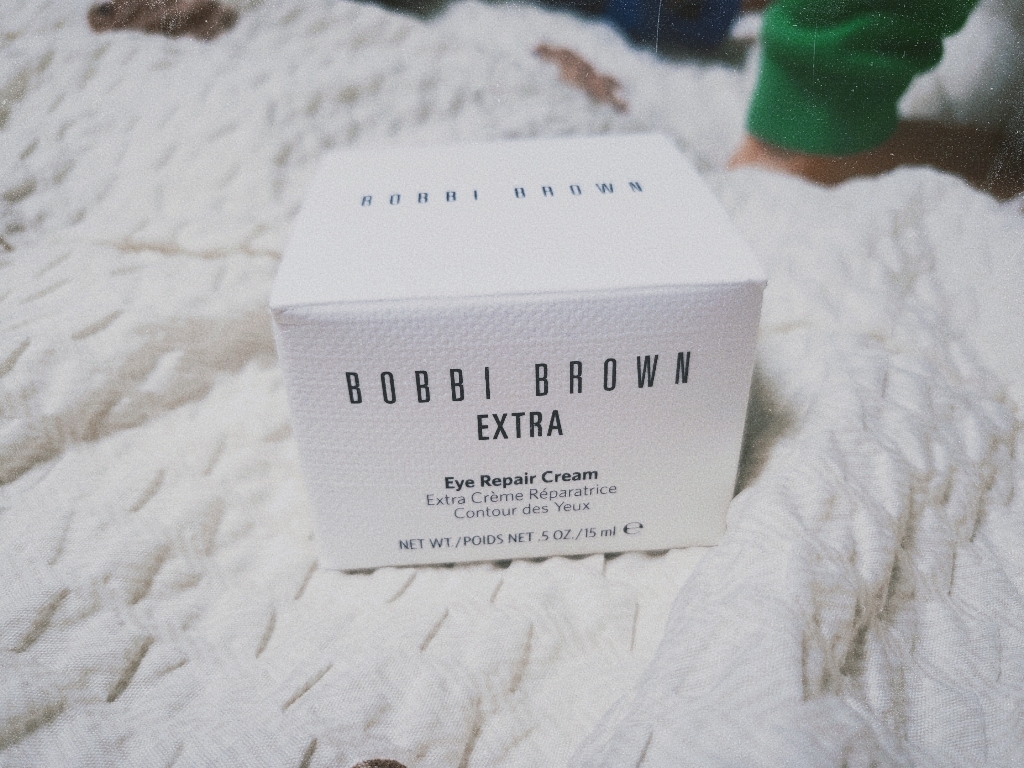 BOBBI BROWN
BOBBI BROWN
EXTRA
Eye Repair Cream
Extra Crème Réparatrice
Contour des Yeux
NET WT./POIDS NET .5 OZ./15 ml ℮